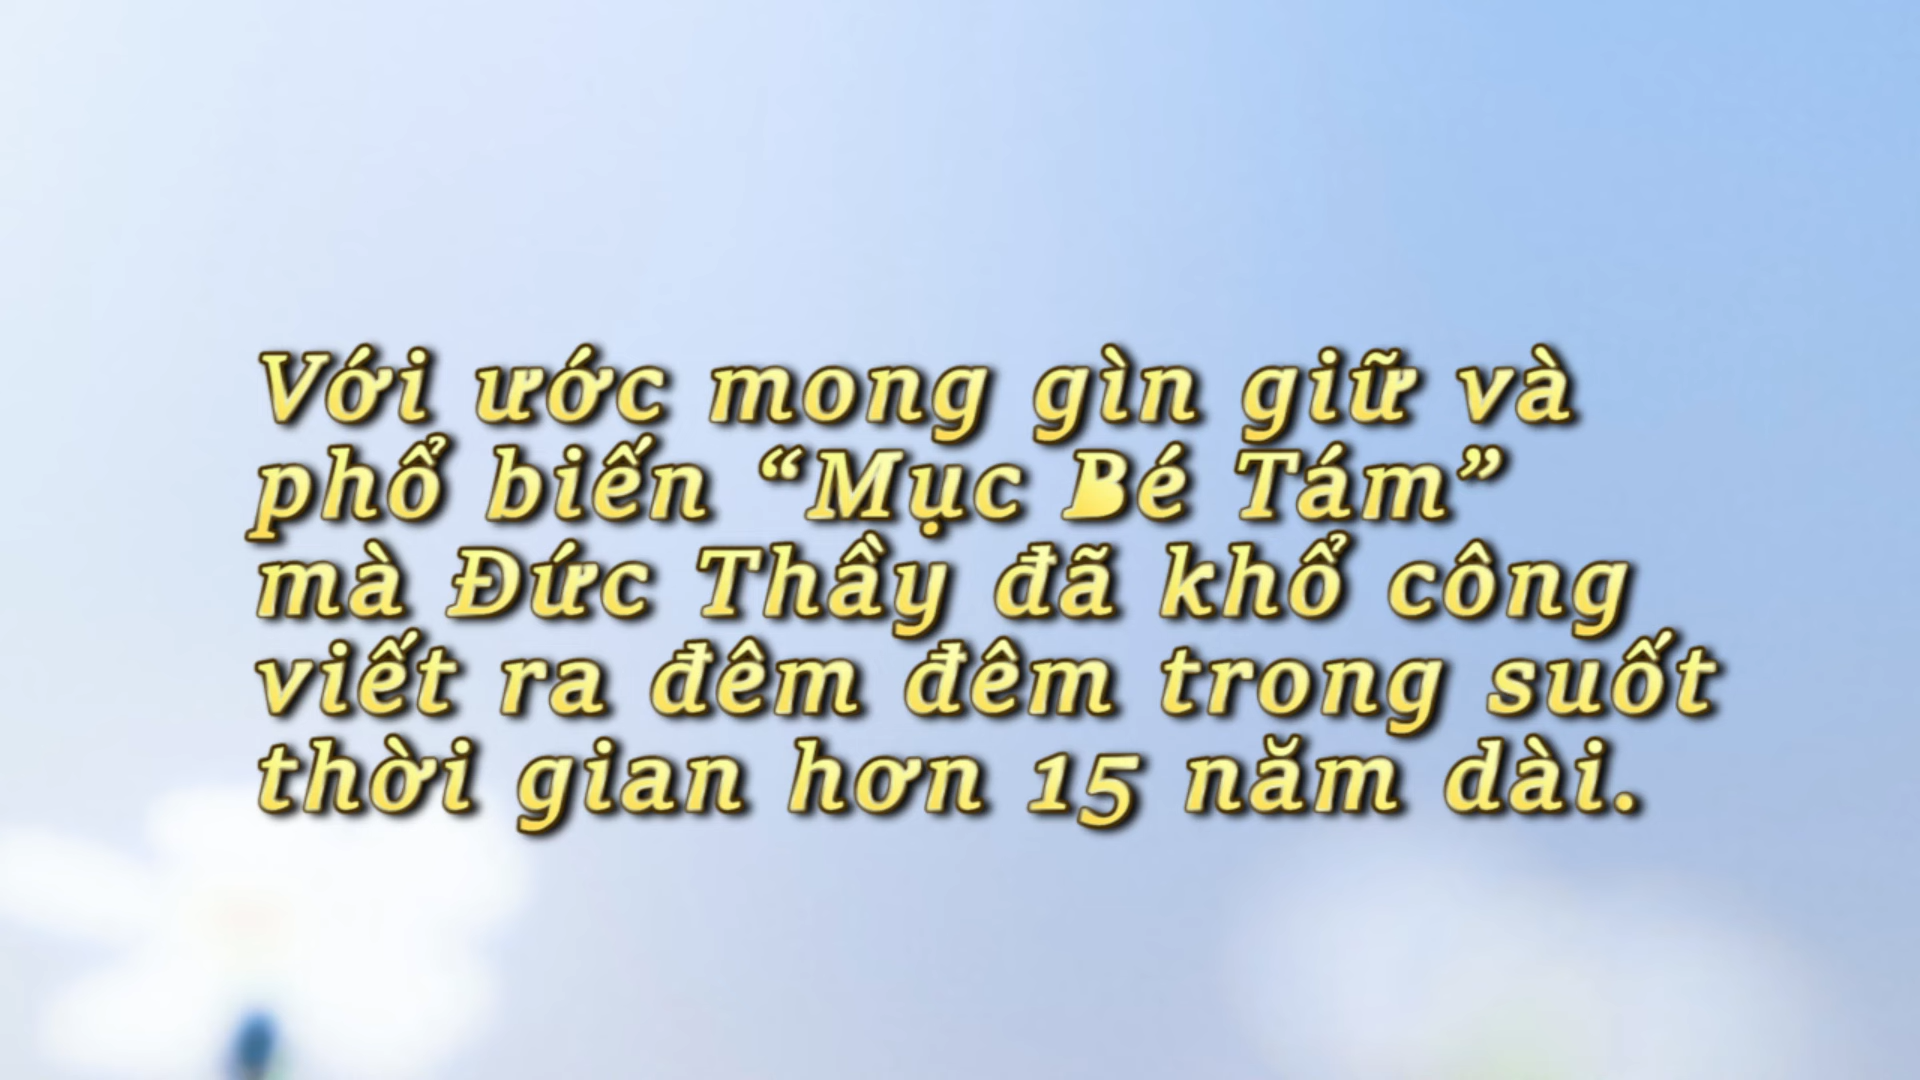 Với ước mong gìn giữ và
phổ biến “Mục Bé Tám”
mà Đức Thầy đã khổ công
viết ra đêm đêm trong suốt
thời gian hơn 15 năm dài.